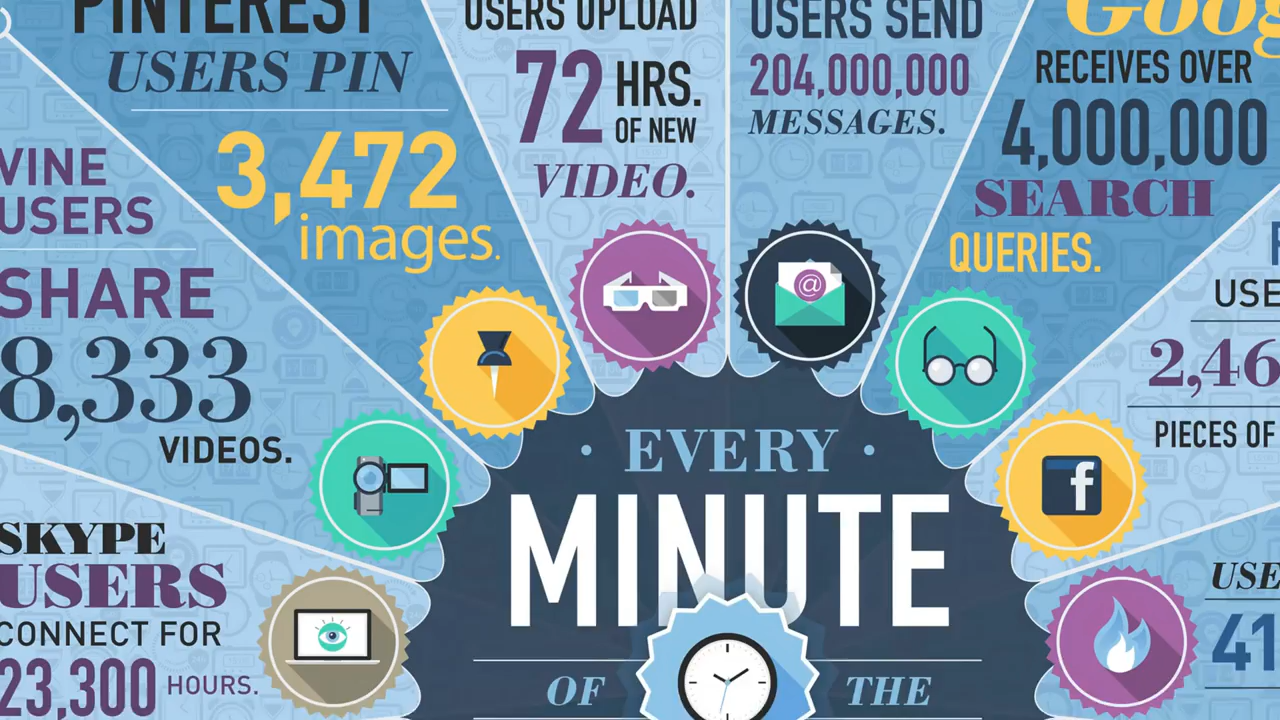 PINTEREST
USERS PIN
3,472
images.
USERS UPLOAD
72 HRS.
OF NEW
VIDEO.
USERS SEND
204,000,000
MESSAGES.
RECEIVES OVER
4,000,000
SEARCH
QUERIES.
VINE
USERS
SHARE
8,333
VIDEOS.
2,46
PIECES OF
SKYPE
USERS
CONNECT FOR
23,300 HOURS.
41
@
f
· EVERY ·
MINUTE
OF THE